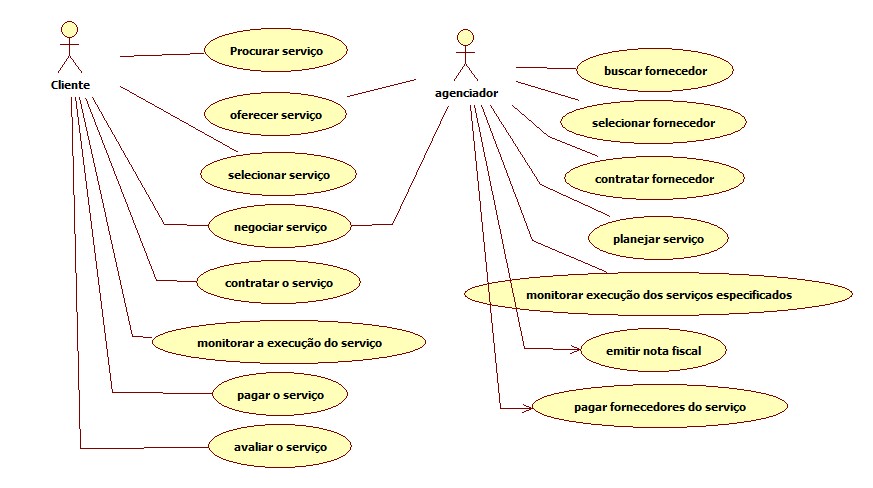 Cliente
Procurar serviço
oferecer serviço
selecionar serviço
negociar serviço
contratar o serviço
monitorar a execução do serviço
pagar o serviço
avaliar o serviço
agenciador
buscar fornecedor
selecionar fornecedor
contratar fornecedor
planejar serviço
monitorar execução dos serviços especificados
emitir nota fiscal
pagar fornecedores do serviço